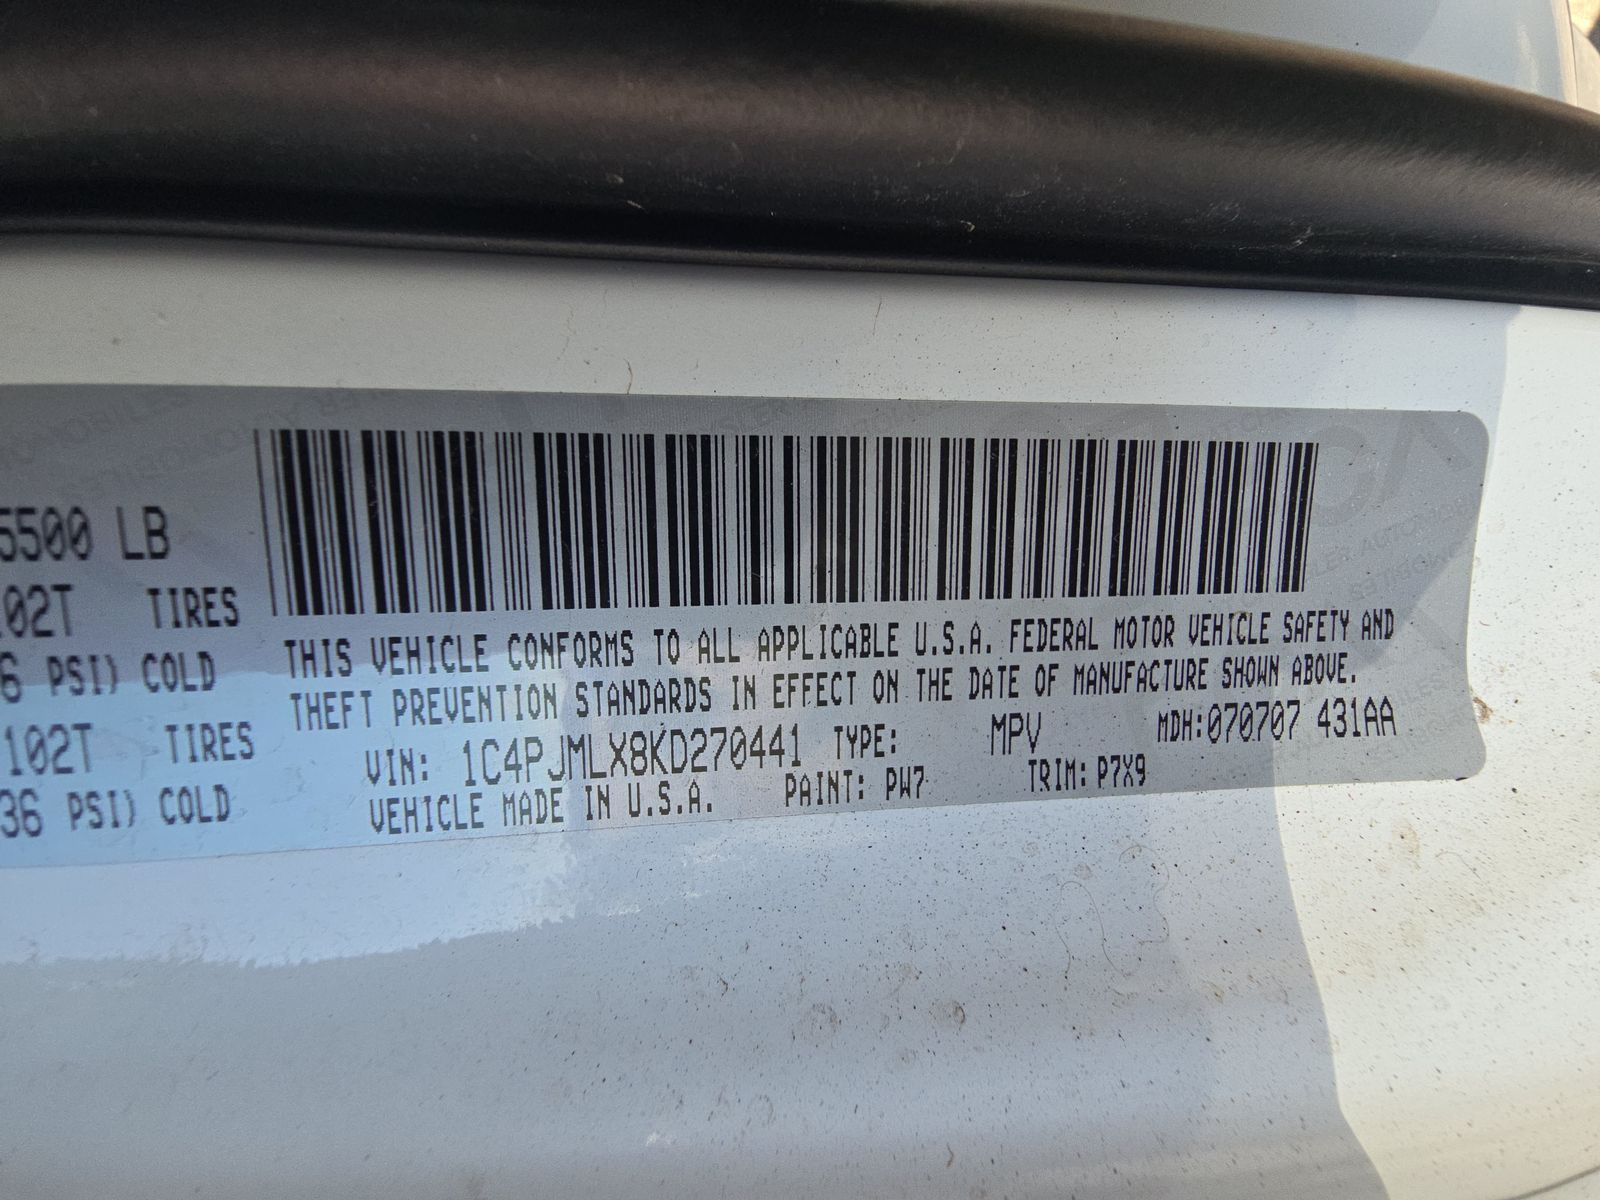 5500 LB
102T TIRES
6 PSI) COLD
102T TIRES
36 PSI) COLD
THIS VEHICLE CONFORMS TO ALL APPLICABLE U.S.A. FEDERAL MOTOR VEHICLE SAFETY AND
THEFT PREVENTION STANDARDS IN EFFECT ON THE DATE OF MANUFACTURE SHOWN ABOVE.
VIN: 1C4PJMLX8KD270441 TYPE: MPV MDH:070707 431AA
VEHICLE MADE IN U.S.A. PAINT: PW7 TRIM: P7X9